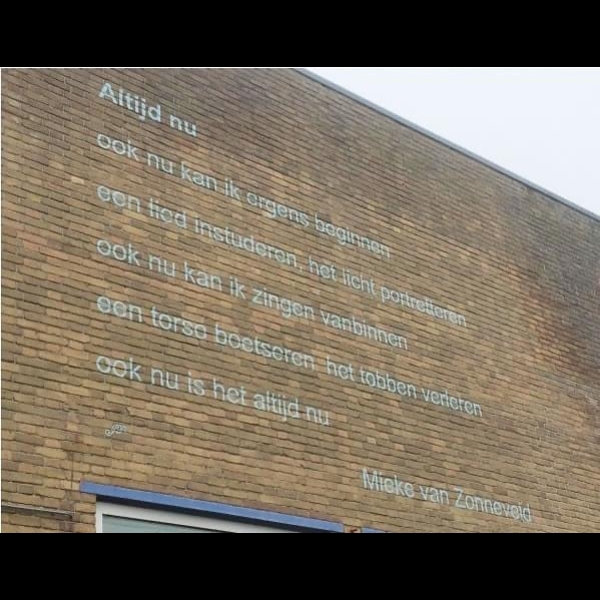 Altijd nu
ook nu kan ik ergens beginnen
een lied instuderen, het licht portretteren
ook nu kan ik zingen vanbinnen
een torso boetseren het tobben verleren
ook nu is het altijd nu
Mieke van Zonneveld